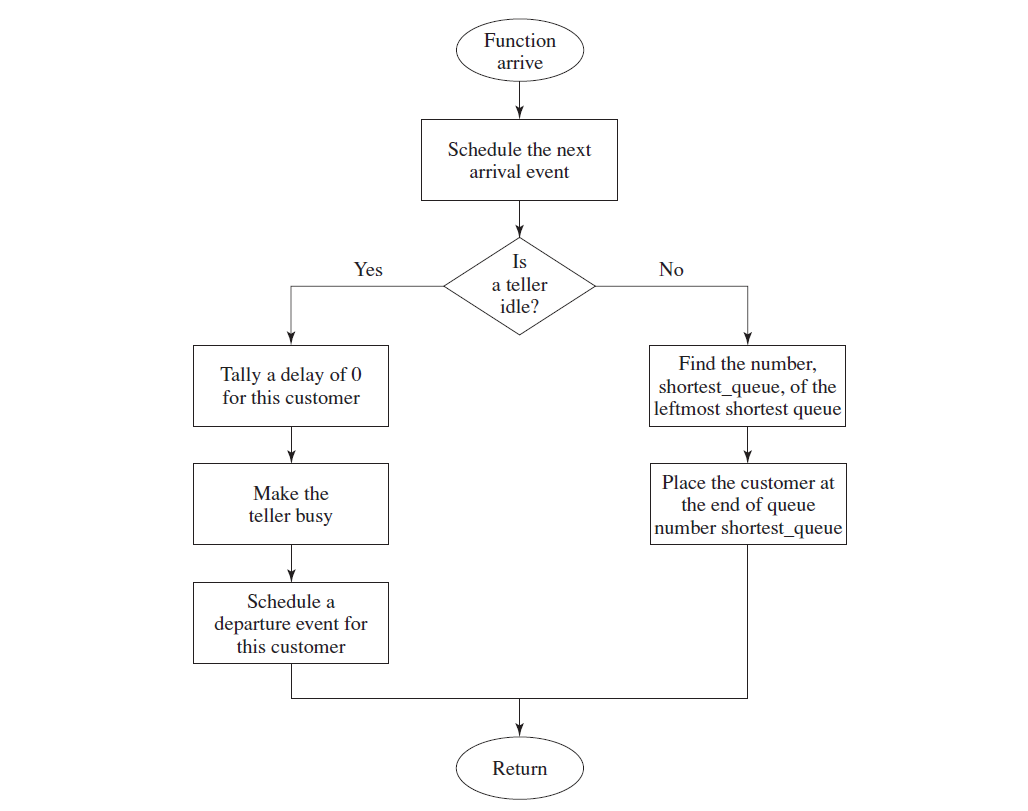 Function
arrive
Schedule the next
arrival event
Is
a teller
idle?
Yes
No
Tally a delay of 0
for this customer
Make the
teller busy
Schedule a
departure event for
this customer
Find the number,
shortest_queue, of the
leftmost shortest queue
Place the customer at
the end of queue
number shortest_queue
Return